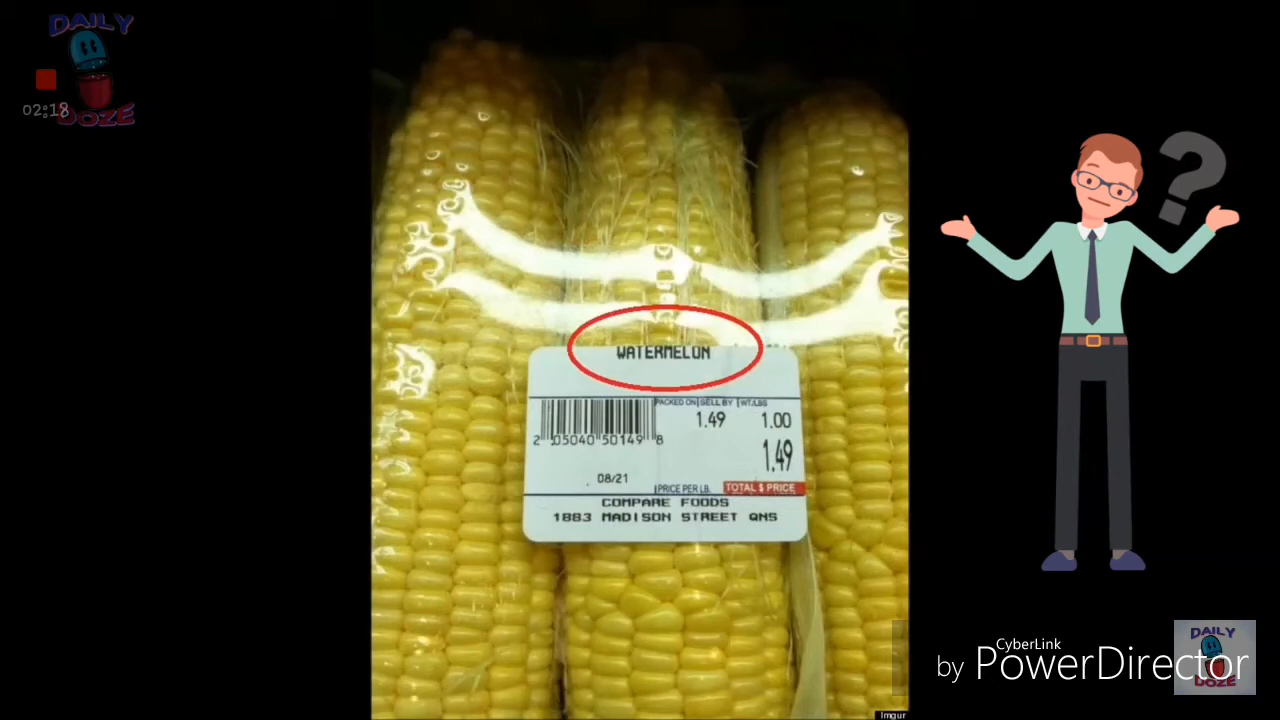 DAILY
DOZE
02:18
WATERMELON
PACKED ON SELL BY WT/LBS
1.49 1.00
2 05040 50149 8
1.49
08/21
PRICE PER LB. TOTAL $ PRICE
COMPARE FOODS
1883 MADISON STREET QNS
?
CyberLink
by PowerDirector
DAILY
DOZE
Imgur